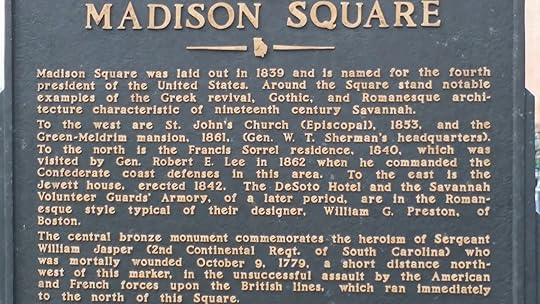 MADISON SQUARE
Madison Square was laid out in 1839 and is named for the fourth
president of the United States. Around the Square stand notable
examples of the Greek revival, Gothic, and Romanesque archi-
tecture characteristic of nineteenth century Savannah.
To the west are St. John's Church (Episcopal), 1853, and the
Green-Meldrim mansion, 1861, (Gen. W. T. Sherman's headquarters).
To the north is the Francis Sorrel residence, 1840, which was
visited by Gen. Robert E. Lee in 1862 when he commanded the
Confederate coast defenses in this area. To the east is the
Jewett house, erected 1842. The DeSoto Hotel and the Savannah
Volunteer Guards' Armory, of a later period, are in the Roman-
esque style typical of their designer, William G. Preston, of
Boston.
The central bronze monument commemorates the heroism of Sergeant
William Jasper (2nd Continental Regt. of South Carolina) who
was mortally wounded October 9, 1779, a short distance north-
west of this marker, in the unsuccessful assault by the American
and French forces upon the British lines, which ran immediately
to the north of this Square.